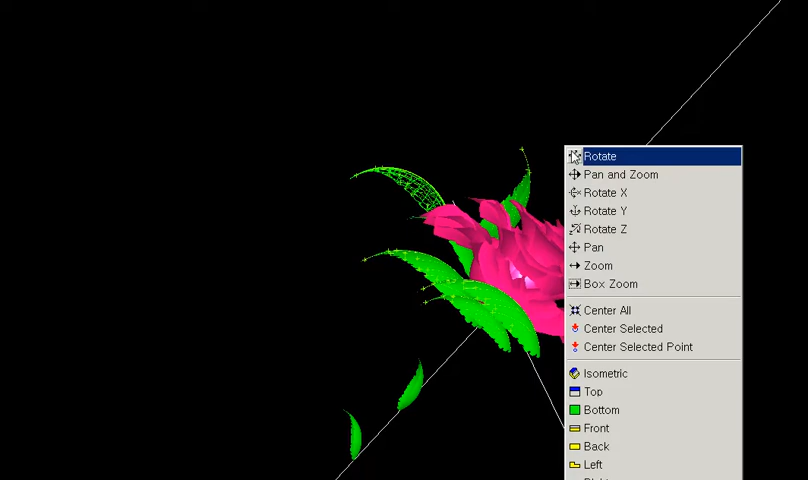 Rotate
Pan and Zoom
Rotate X
Rotate Y
Rotate Z
Pan
Zoom
Box Zoom
Center All
Center Selected
Center Selected Point
Isometric
Top
Bottom
Front
Back
Left